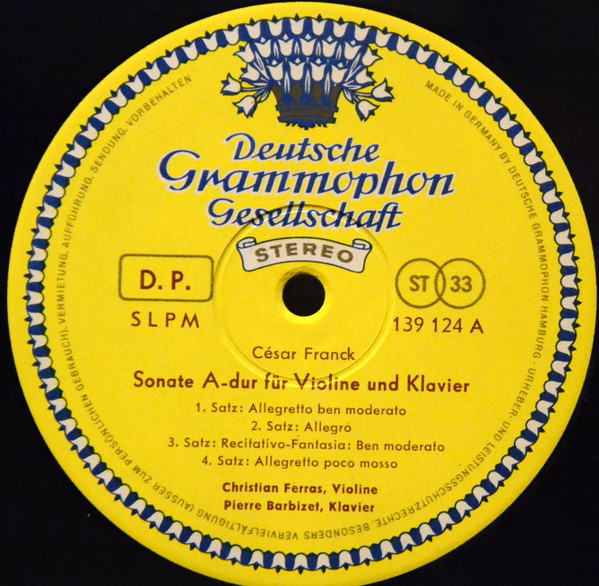 Deutsche
Grammophon
Gesellschaft
STEREO
D. P.
ST 33
SLPM
139 124 A
César Franck
Sonate A-dur für Violine und Klavier
1. Satz: Allegretto ben moderato
2. Satz: Allegro
3. Satz: Recitativo-Fantasia: Ben moderato
4. Satz: Allegretto poco mosso
Christian Ferras, Violine
Pierre Barbizet, Klavier
MADE IN GERMANY BY DEUTSCHE GRAMMOPHON HAMBURG · URHEBER- UND LEISTUNGSSCHUTZRECHTE, BESONDERS VERVIELFÄLTIGUNG (AUSSER ZUM PERSÖNLICHEN GEBRAUCH), VERMIETUNG, AUFFÜHRUNG, SENDUNG, VORBEHALTEN